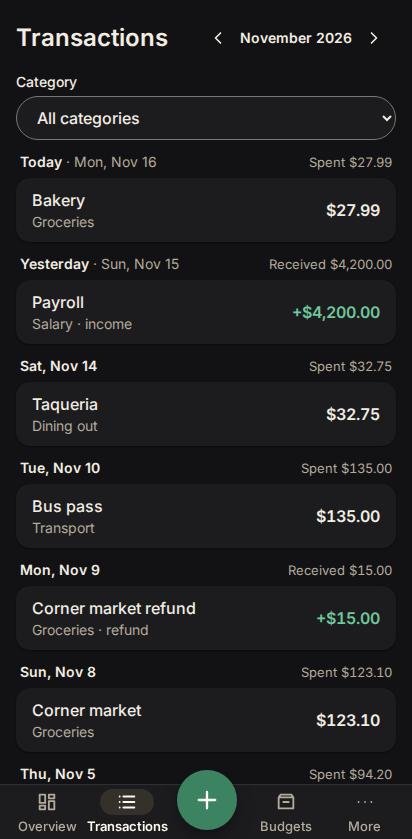 Transactions
November 2026
Category
All categories
Today · Mon, Nov 16 Spent $27.99
Bakery
Groceries
$27.99
Yesterday · Sun, Nov 15 Received $4,200.00
Payroll
Salary · income
+$4,200.00
Sat, Nov 14 Spent $32.75
Taqueria
Dining out
$32.75
Tue, Nov 10 Spent $135.00
Bus pass
Transport
$135.00
Mon, Nov 9 Received $15.00
Corner market refund
Groceries · refund
+$15.00
Sun, Nov 8 Spent $123.10
Corner market
Groceries
$123.10
Thu, Nov 5 Spent $94.20
Overview Transactions Budgets More